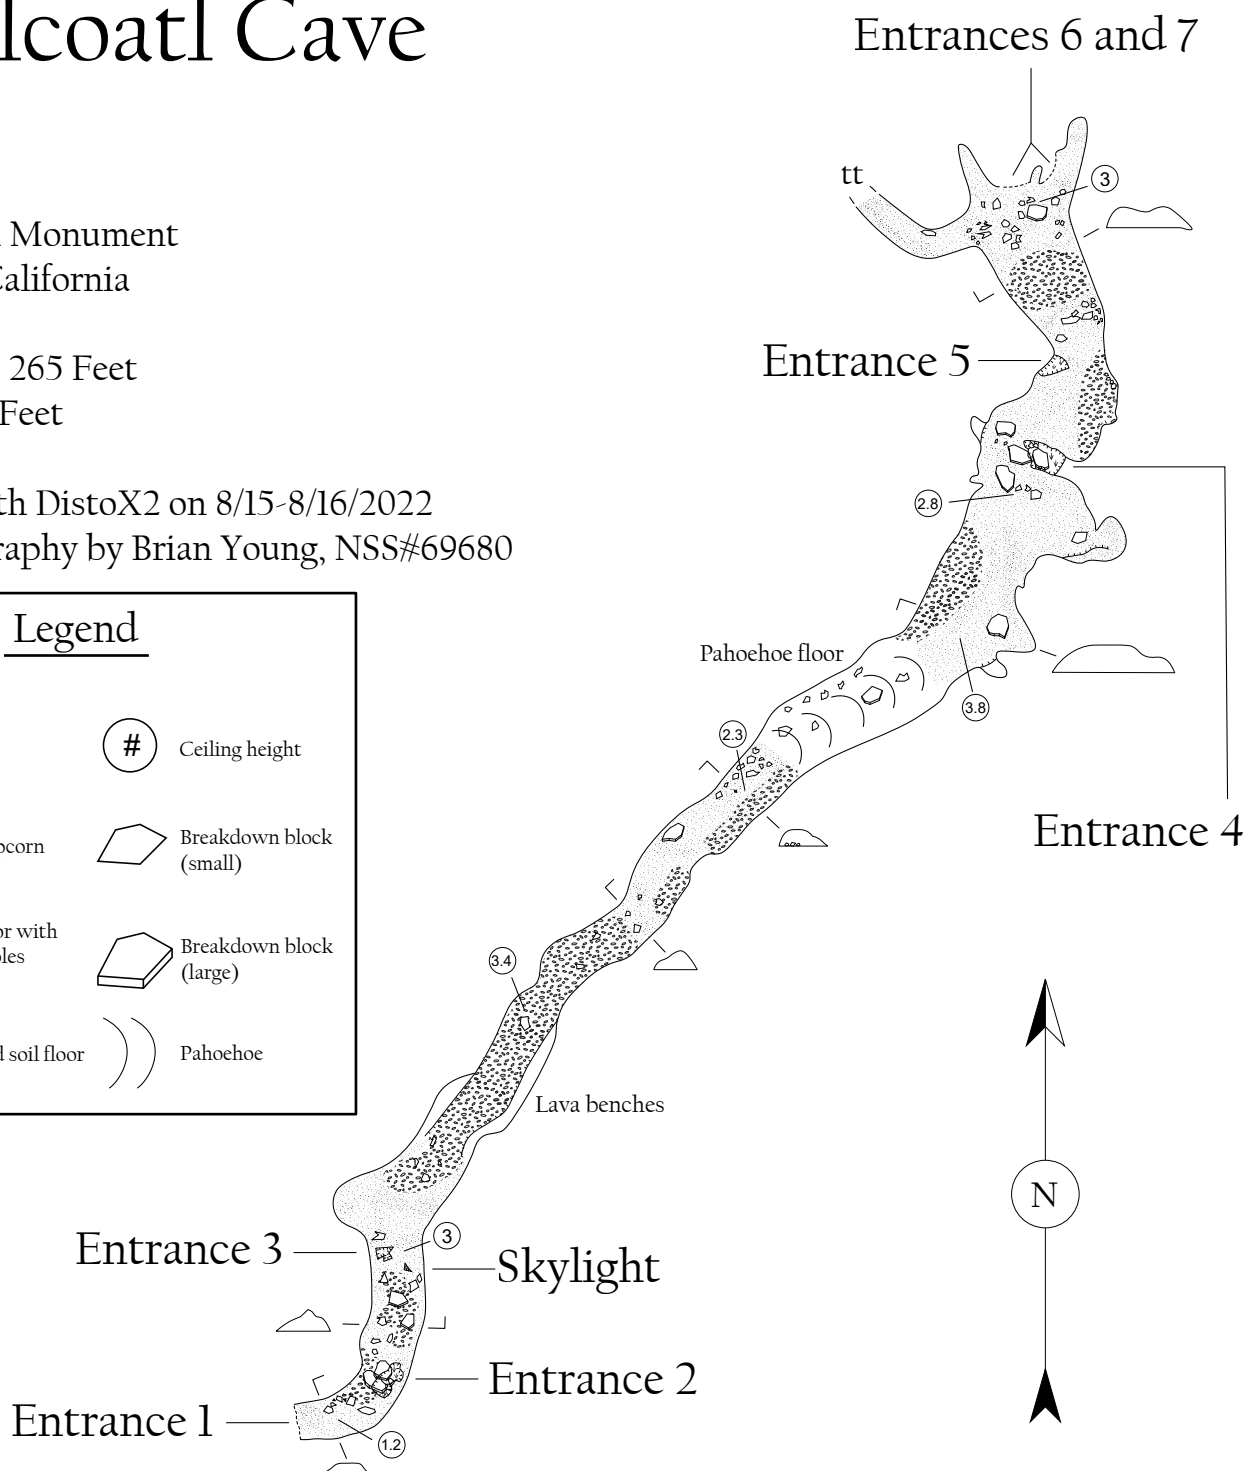 lcoatl Cave
Entrances 6 and 7
tt
3
Monument
California
265 Feet
Feet
Entrance 5
th DistoX2 on 8/15-8/16/2022
raphy by Brian Young, NSS#69680
2.8
Legend
Pahoehoe floor
3.8
2.3
# Ceiling height
Entrance 4
pcorn
Breakdown block
(small)
or with
ples
Breakdown block
(large)
3.4
d soil floor
Pahoehoe
Lava benches
N
Entrance 3
3
Skylight
Entrance 2
Entrance 1
1.2